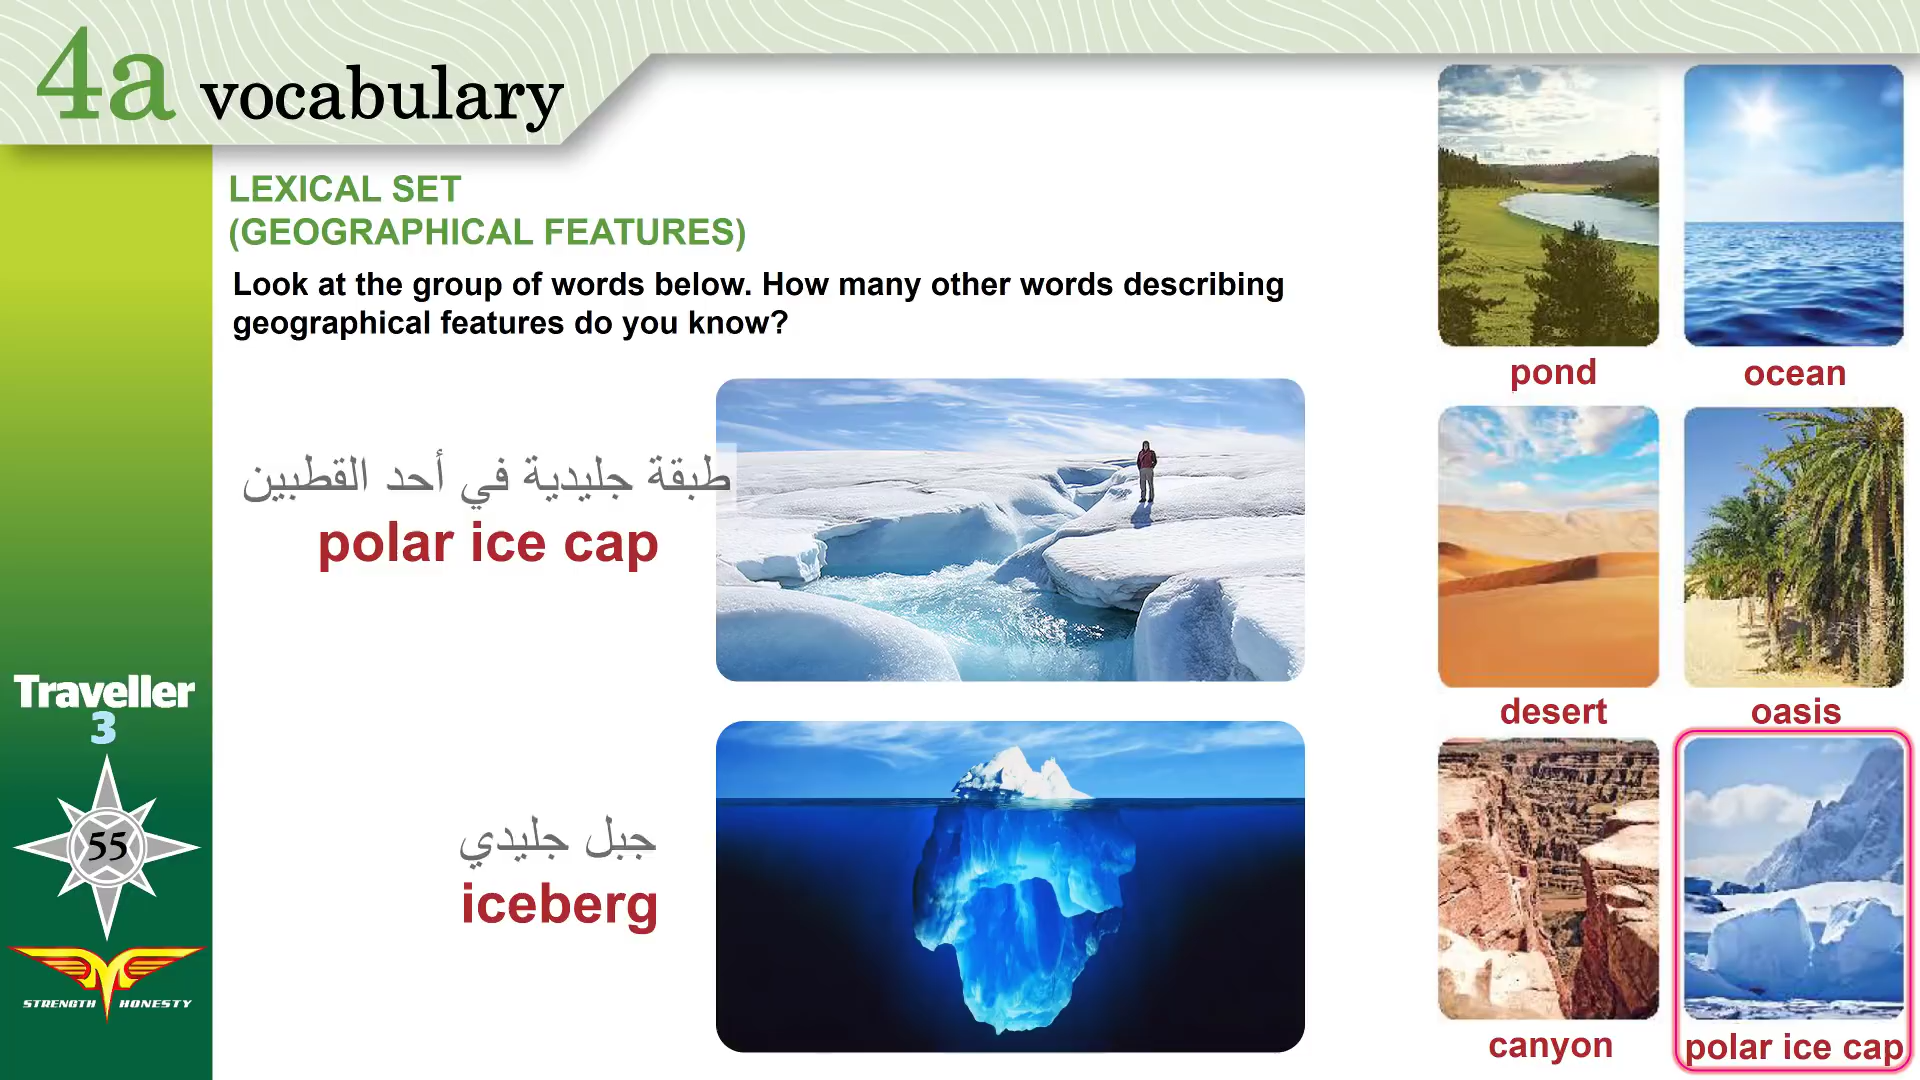 4a vocabulary
LEXICAL SET
(GEOGRAPHICAL FEATURES)
Look at the group of words below. How many other words describing
geographical features do you know?
طبقة جليدية في أحد القطبين
polar ice cap
جبل جليدي
iceberg
pond
ocean
desert
oasis
canyon
polar ice cap
Traveller
3
55
STRENGTH HONESTY